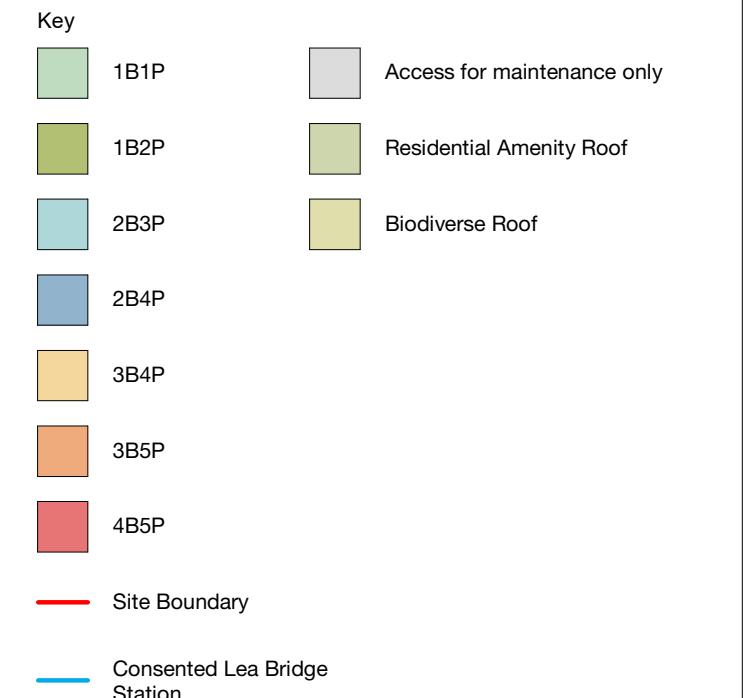 Key
1B1P
1B2P
2B3P
2B4P
3B4P
3B5P
4B5P
Site Boundary
Consented Lea Bridge
Station
Access for maintenance only
Residential Amenity Roof
Biodiverse Roof